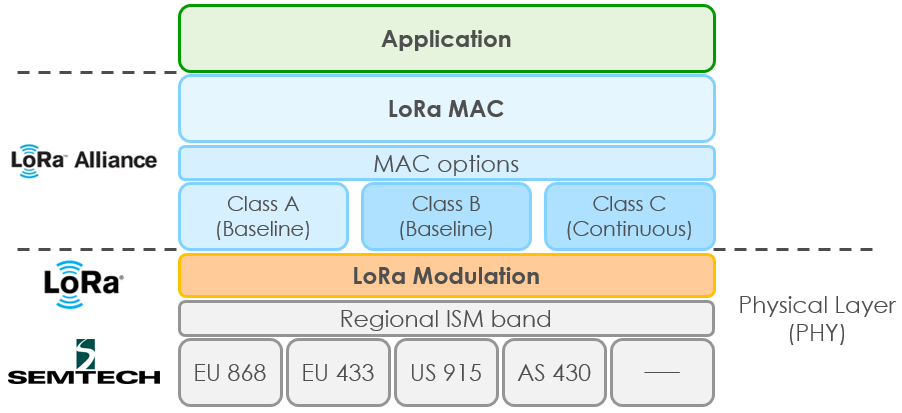 Application
LoRa MAC
LoRa™ Alliance
MAC options
Class A
(Baseline)
Class B
(Baseline)
Class C
(Continuous)
LoRa®
LoRa Modulation
Regional ISM band
Physical Layer
(PHY)
SEMTECH
EU 868
EU 433
US 915
AS 430